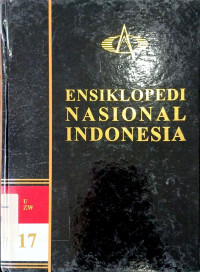 ENSIKLOPEDI
NASIONAL
INDONESIA
U
ZW
17